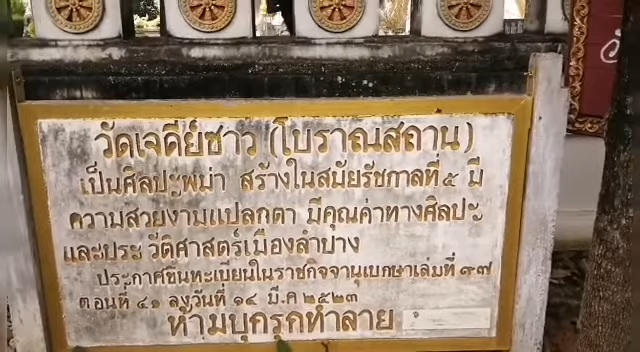 วัดเจดีย์ซาว (โบราณสถาน)
เป็นศิลปะพม่า สร้างในสมัยรัชกาลที่ ๕ มี
ความสวยงามแปลกตา มีคุณค่าทางศิลปะ
และประวัติศาสตร์เมืองลำปาง
ประกาศขึ้นทะเบียนในราชกิจจานุเบกษาเล่มที่ ๙๗
ตอนที่ ๔๑ ลงวันที่ ๑๔ มี.ค ๒๕๒๓
ห้ามบุกรุกทำลาย